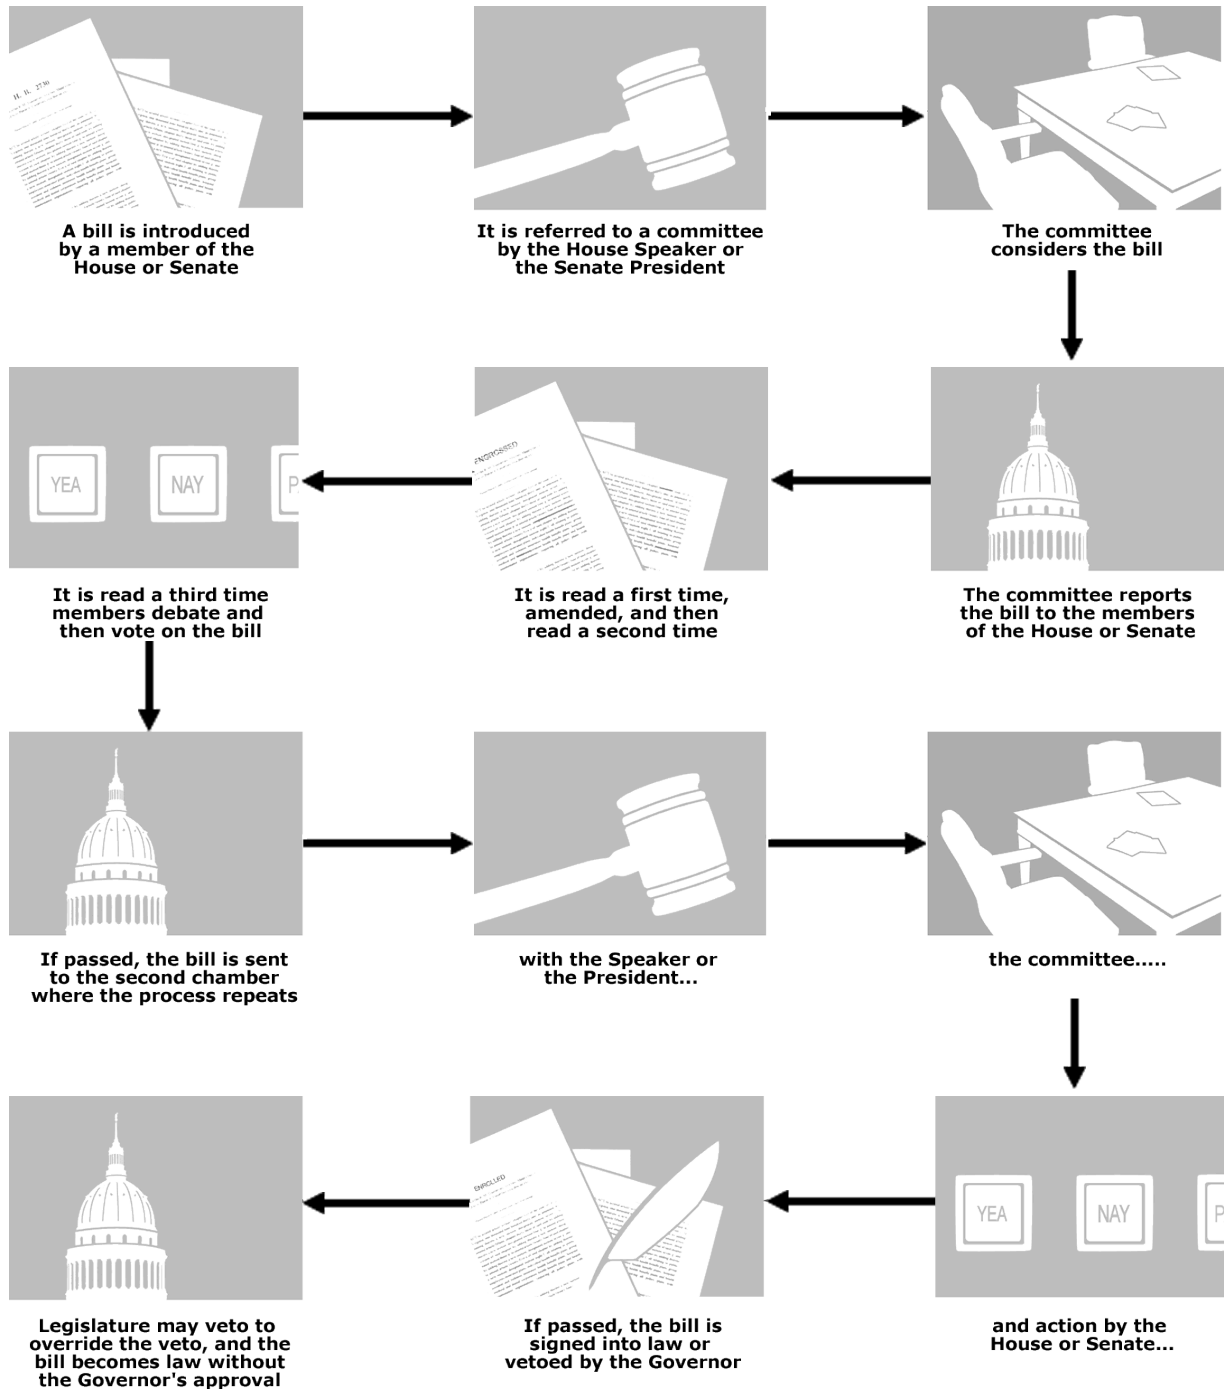 H. B. 2730
A bill is introduced
by a member of the
House or Senate
It is referred to a committee
by the House Speaker or
the Senate President
The committee
considers the bill
YEA
NAY
P
It is read a third time
members debate and
then vote on the bill
ENGROSSED
It is read a first time,
amended, and then
read a second time
The committee reports
the bill to the members
of the House or Senate
If passed, the bill is sent
to the second chamber
where the process repeats
with the Speaker or
the President...
the committee.....
Legislature may veto to
override the veto, and the
bill becomes law without
the Governor's approval
ENROLLED
If passed, the bill is
signed into law or
vetoed by the Governor
YEA
NAY
P
and action by the
House or Senate...